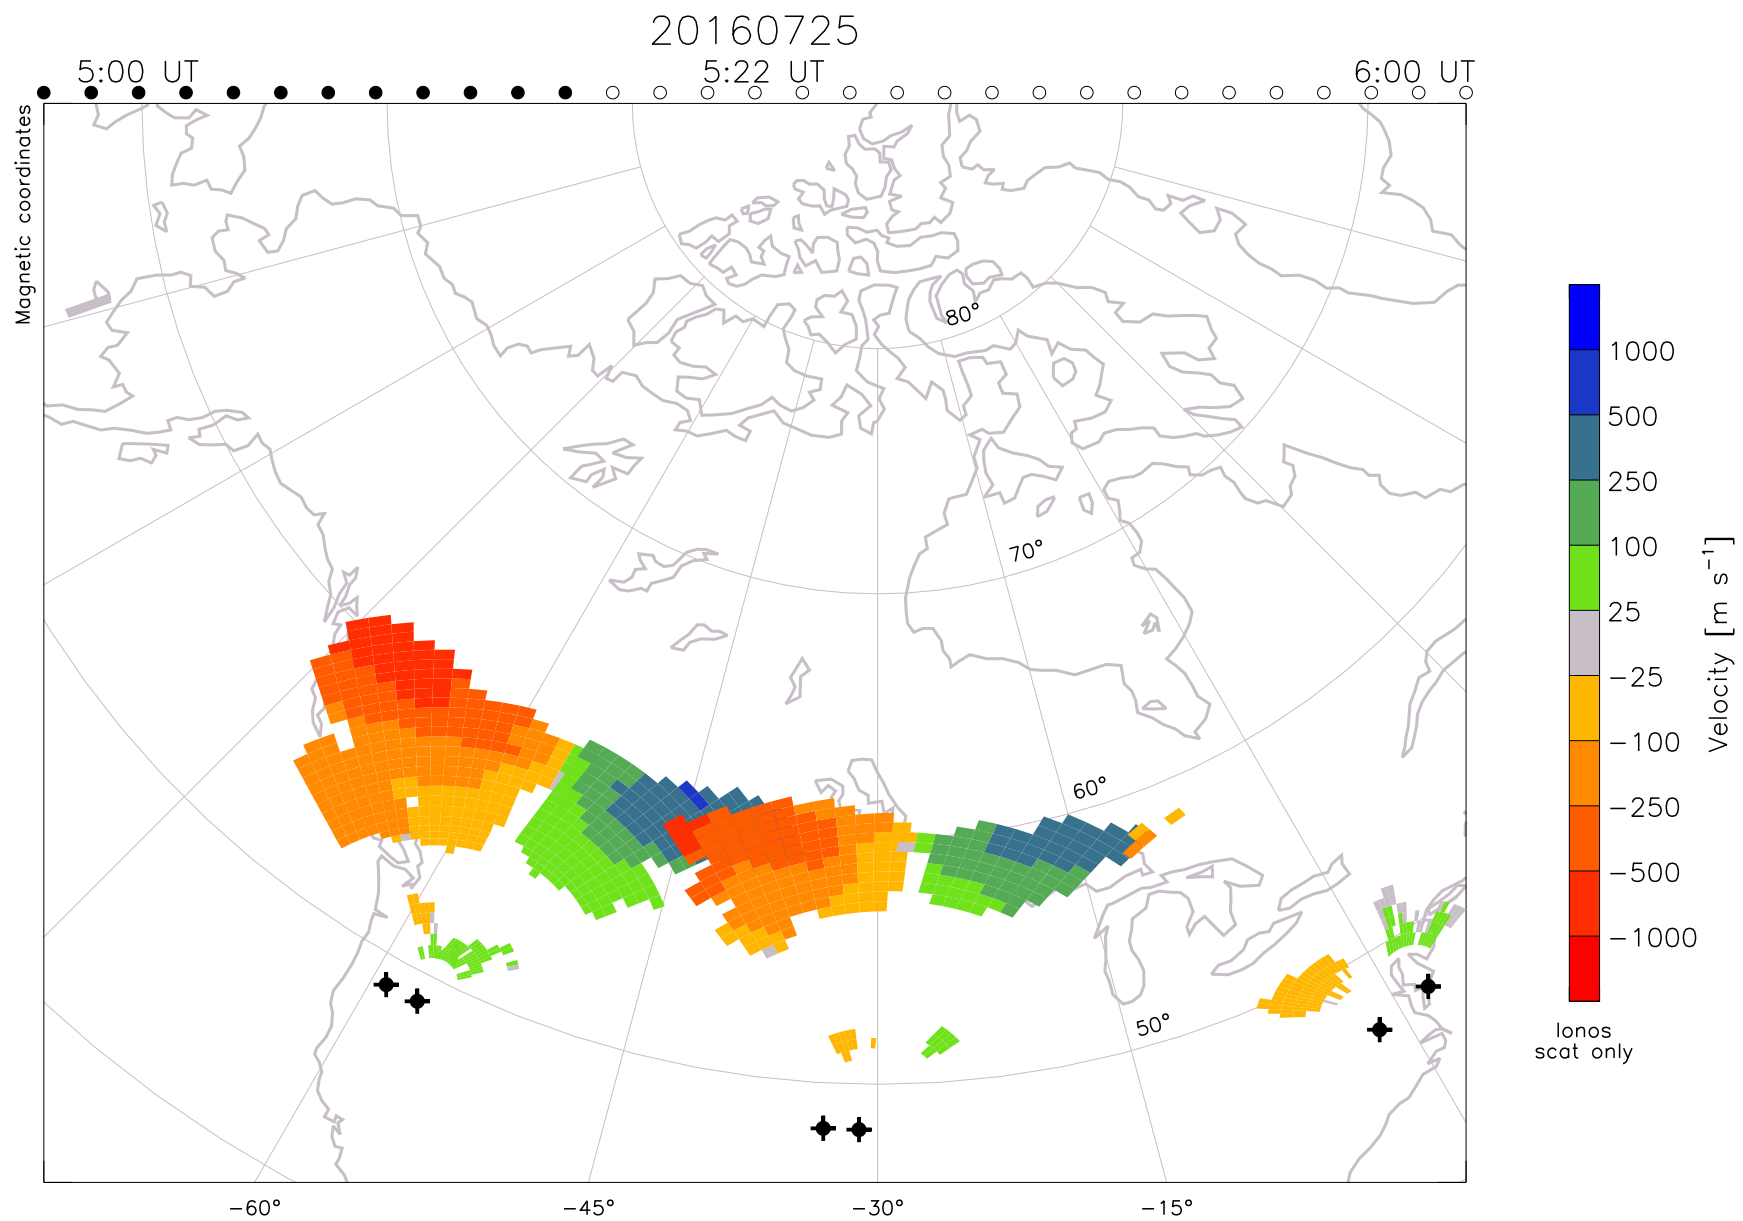 20160725
5:00 UT
5:22 UT
6:00 UT
Magnetic coordinates
80°
70°
60°
50°
1000
500
250
100
25
−25
−100
−250
−500
−1000
Velocity [m s⁻¹]
Ionos
scat only
−60°
−45°
−30°
−15°